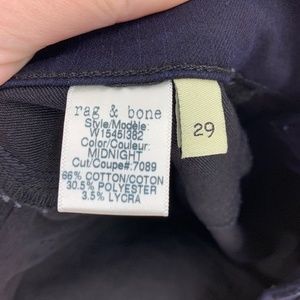 rag & bone
Style/Modèle:
W1545I382
Color/Couleur:
MIDNIGHT
Cut/Coupe#:7089
66% COTTON/COTON
30.5% POLYESTER
3.5% LYCRA
29